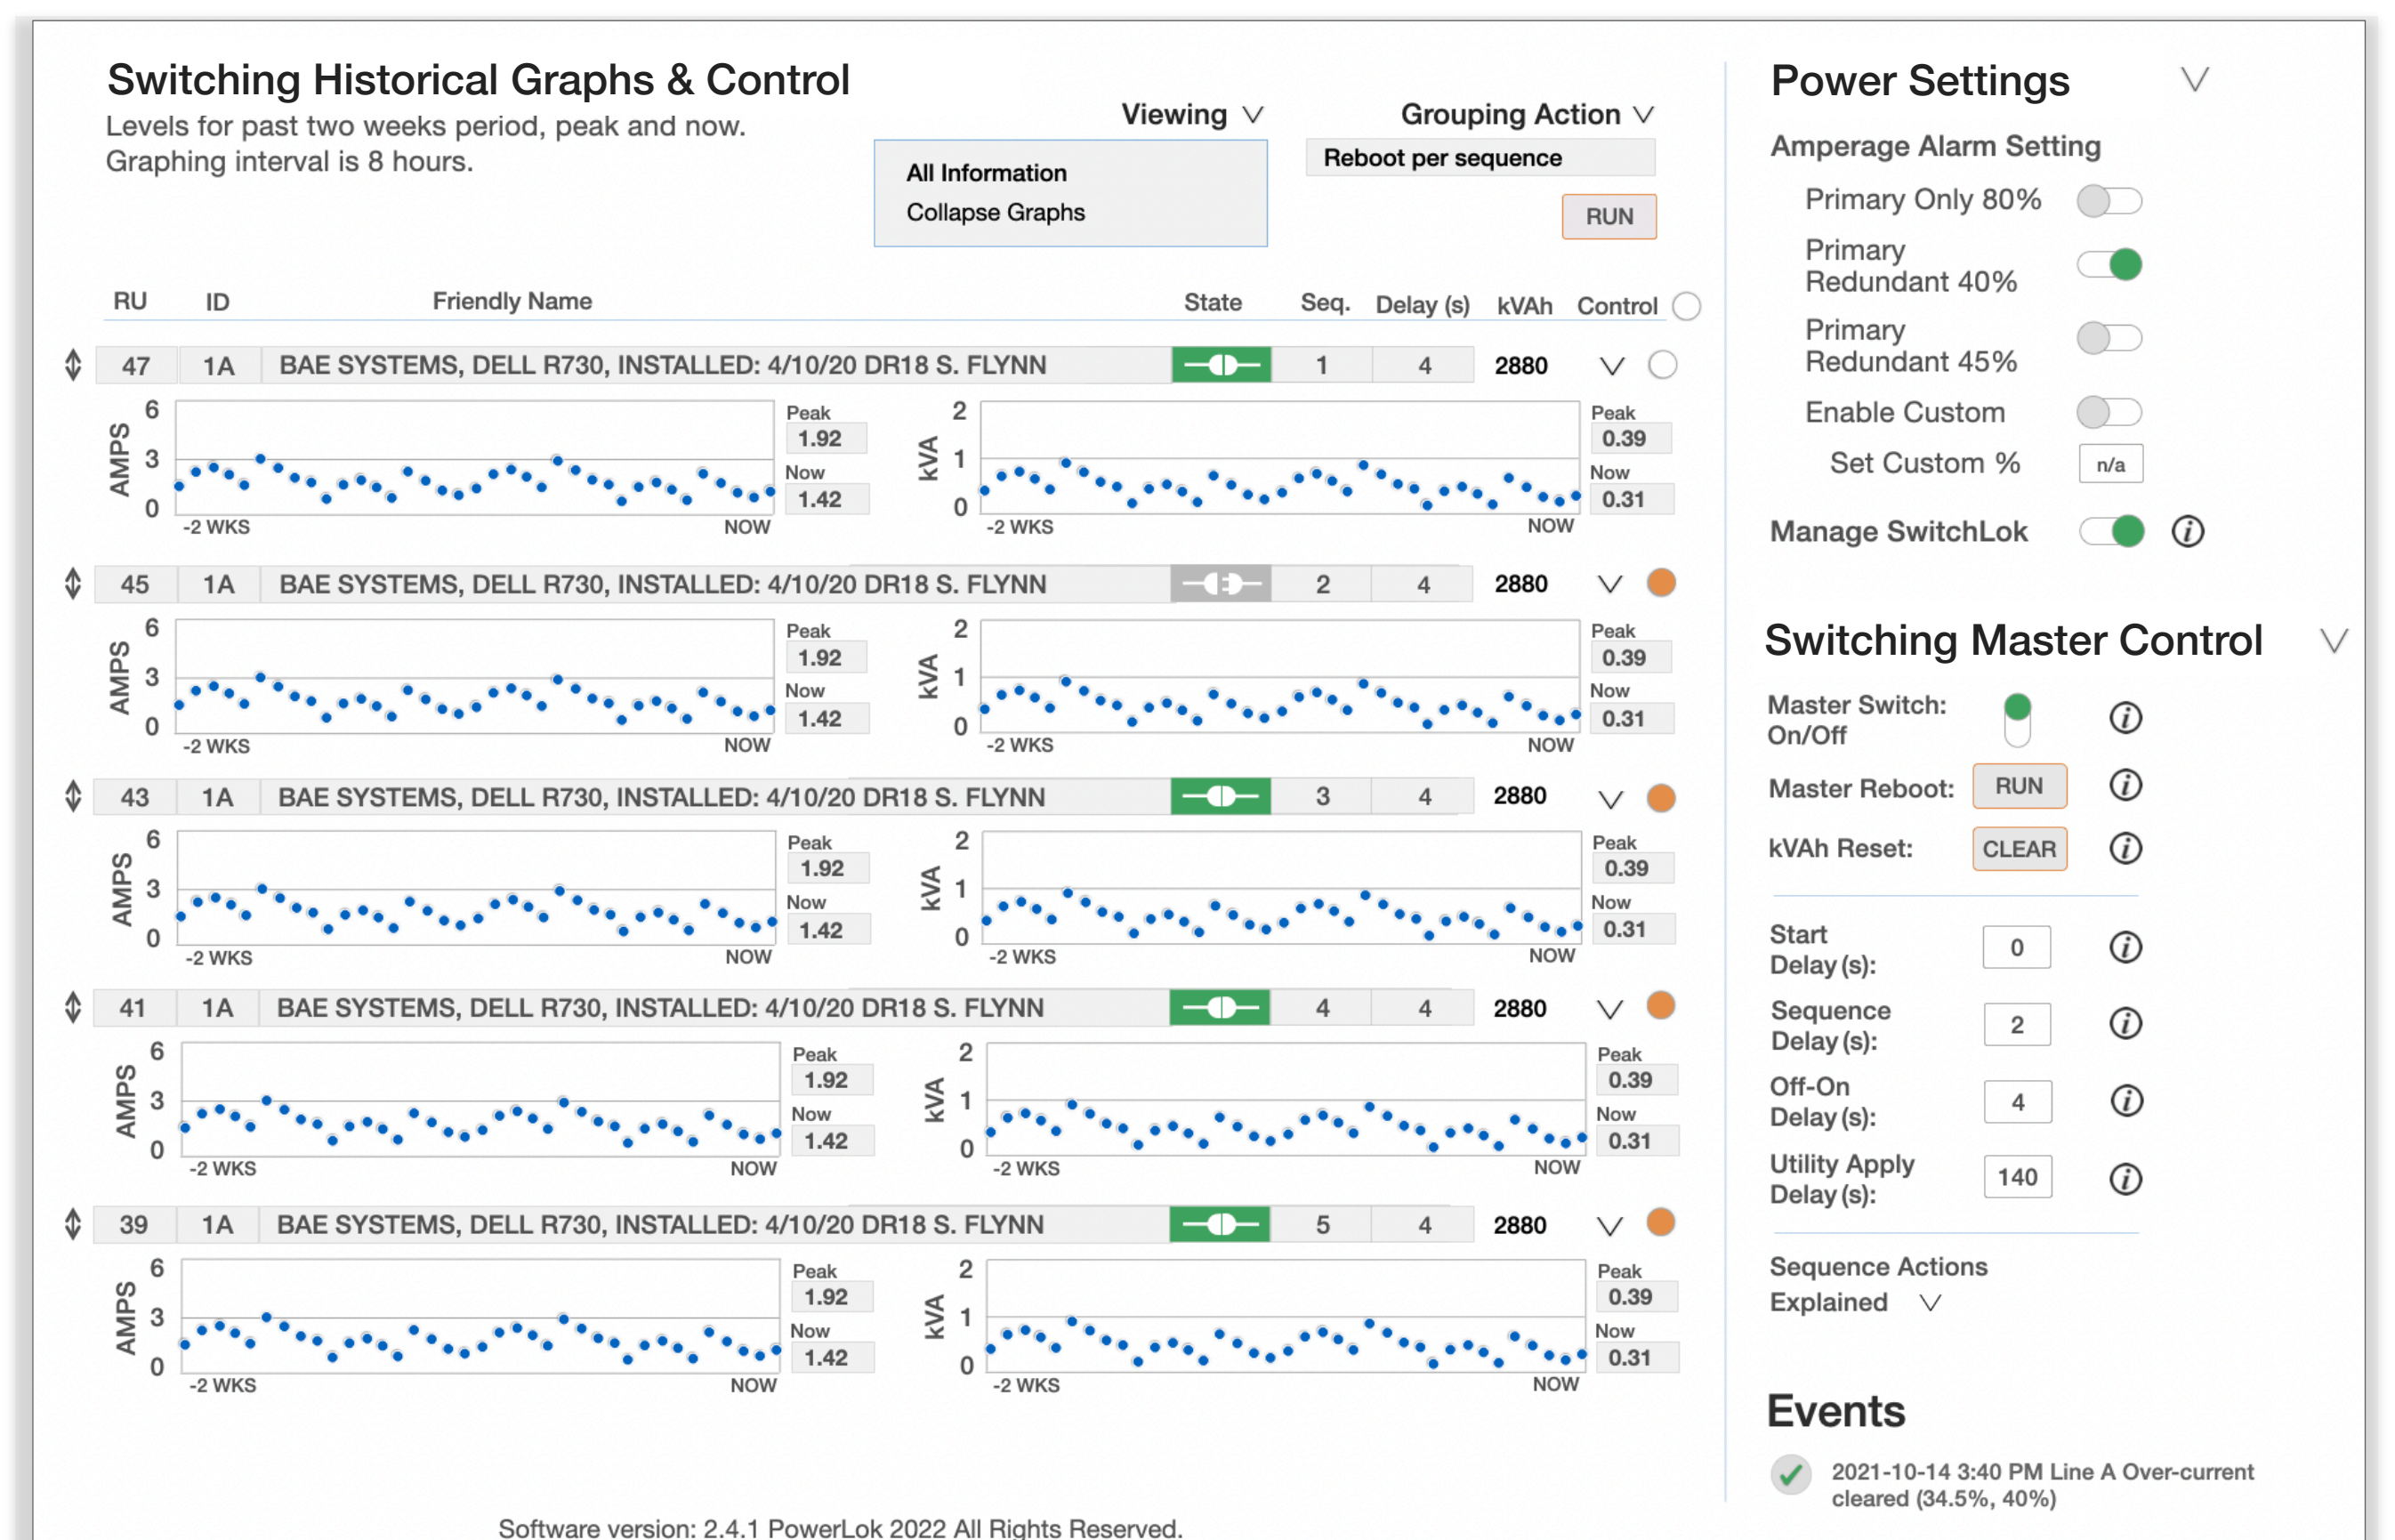 Switching Historical Graphs & Control
Levels for past two weeks period, peak and now.
Graphing interval is 8 hours.
Viewing
All Information
Collapse Graphs
Grouping Action
Reboot per sequence
RUN
RU ID Friendly Name State Seq. Delay (s) kVAh Control
47 1A BAE SYSTEMS, DELL R730, INSTALLED: 4/10/20 DR18 S. FLYNN 1 4 2880
AMPS
6
3
0
-2 WKS NOW
Peak
1.92
Now
1.42
kVA
2
1
0
-2 WKS NOW
Peak
0.39
Now
0.31
45 1A BAE SYSTEMS, DELL R730, INSTALLED: 4/10/20 DR18 S. FLYNN 2 4 2880
AMPS
6
3
0
-2 WKS NOW
Peak
1.92
Now
1.42
kVA
2
1
0
-2 WKS NOW
Peak
0.39
Now
0.31
43 1A BAE SYSTEMS, DELL R730, INSTALLED: 4/10/20 DR18 S. FLYNN 3 4 2880
AMPS
6
3
0
-2 WKS NOW
Peak
1.92
Now
1.42
kVA
2
1
0
-2 WKS NOW
Peak
0.39
Now
0.31
41 1A BAE SYSTEMS, DELL R730, INSTALLED: 4/10/20 DR18 S. FLYNN 4 4 2880
AMPS
6
3
0
-2 WKS NOW
Peak
1.92
Now
1.42
kVA
2
1
0
-2 WKS NOW
Peak
0.39
Now
0.31
39 1A BAE SYSTEMS, DELL R730, INSTALLED: 4/10/20 DR18 S. FLYNN 5 4 2880
AMPS
6
3
0
-2 WKS NOW
Peak
1.92
Now
1.42
kVA
2
1
0
-2 WKS NOW
Peak
0.39
Now
0.31
Software version: 2.4.1 PowerLok 2022 All Rights Reserved.
Power Settings
Amperage Alarm Setting
Primary Only 80%
Primary
Redundant 40%
Primary
Redundant 45%
Enable Custom
Set Custom % n/a
Manage SwitchLok i
Switching Master Control
Master Switch:
On/Off i
Master Reboot: RUN i
kVAh Reset: CLEAR i
Start
Delay (s): 0 i
Sequence
Delay (s): 2 i
Off-On
Delay (s): 4 i
Utility Apply
Delay (s): 140 i
Sequence Actions
Explained
Events
2021-10-14 3:40 PM Line A Over-current
cleared (34.5%, 40%)